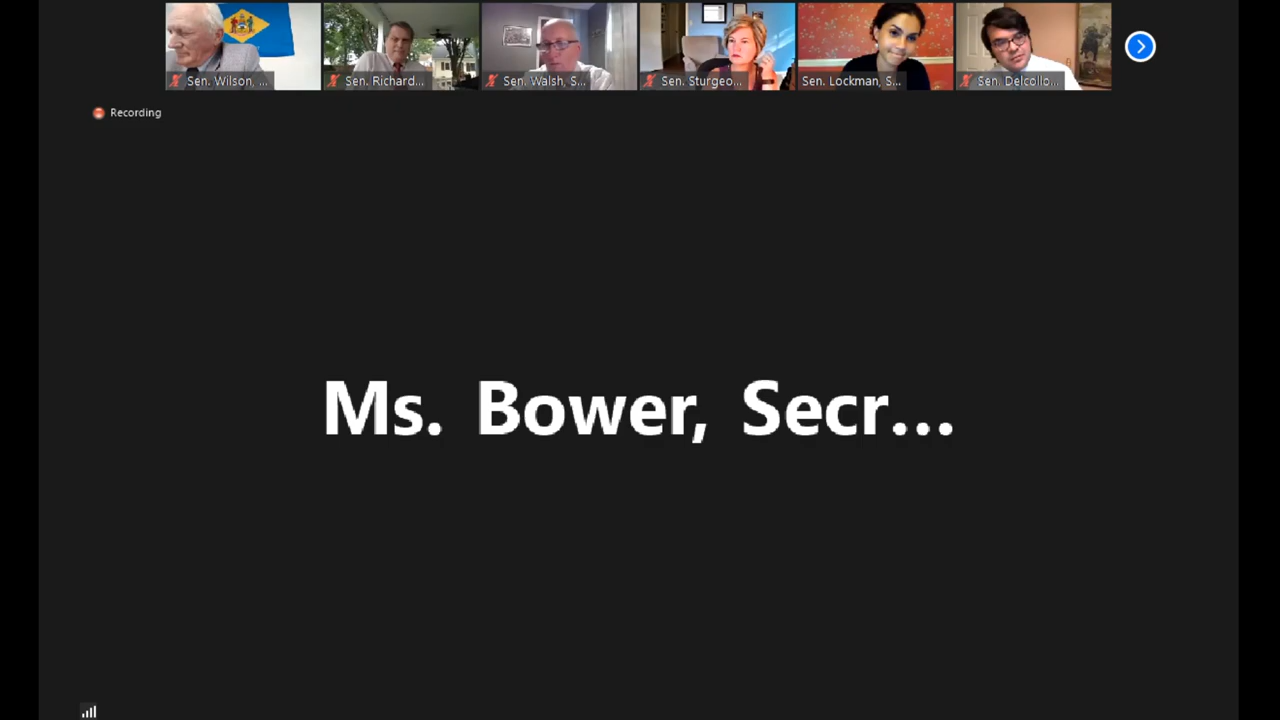 Sen. Wilson, ...
Sen. Richard...
Sen. Walsh, S...
Sen. Sturgeo...
Sen. Lockman, S...
Sen. Delcollo...
Recording
Ms. Bower, Secr...